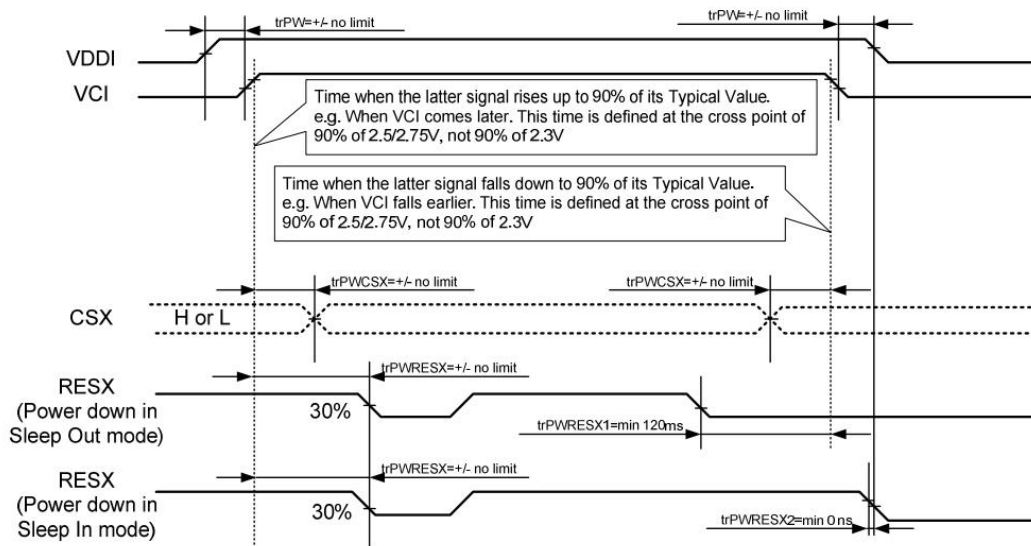 trPW=+/- no limit
trPW=+/- no limit
VDDI
VCI
Time when the latter signal rises up to 90% of its Typical Value.
e.g. When VCI comes later. This time is defined at the cross point of
90% of 2.5/2.75V, not 90% of 2.3V
Time when the latter signal falls down to 90% of its Typical Value.
e.g. When VCI falls earlier. This time is defined at the cross point of
90% of 2.5/2.75V, not 90% of 2.3V
trPWCSX=+/- no limit
trPWCSX=+/- no limit
CSX
H or L
trPWRESX=+/- no limit
RESX
(Power down in
Sleep Out mode)
30%
trPWRESX1=min 120ms
trPWRESX=+/- no limit
RESX
(Power down in
Sleep In mode)
30%
trPWRESX2=min 0 ns